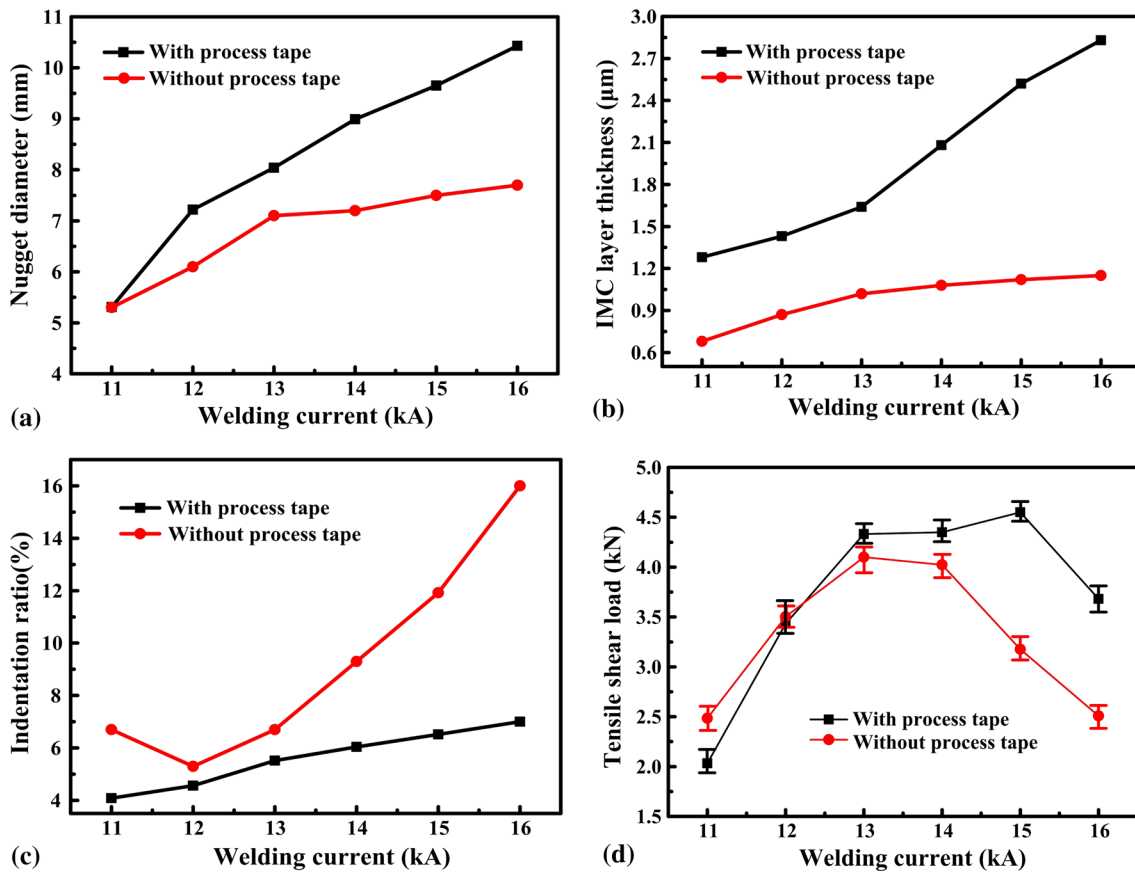 11
10
9
8
7
6
5
4
Nugget diameter (mm)
With process tape
Without process tape
11 12 13 14 15 16
Welding current (kA)
(a)
3.0
2.7
2.4
2.1
1.8
1.5
1.2
0.9
0.6
IMC layer thickness (μm)
With process tape
Without process tape
11 12 13 14 15 16
Welding current (kA)
(b)
16
14
12
10
8
6
4
Indentation ratio(%)
With process tape
Without process tape
11 12 13 14 15 16
Welding current (kA)
(c)
5.0
4.5
4.0
3.5
3.0
2.5
2.0
1.5
Tensile shear load (kN)
With process tape
Without process tape
11 12 13 14 15 16
Welding current (kA)
(d)